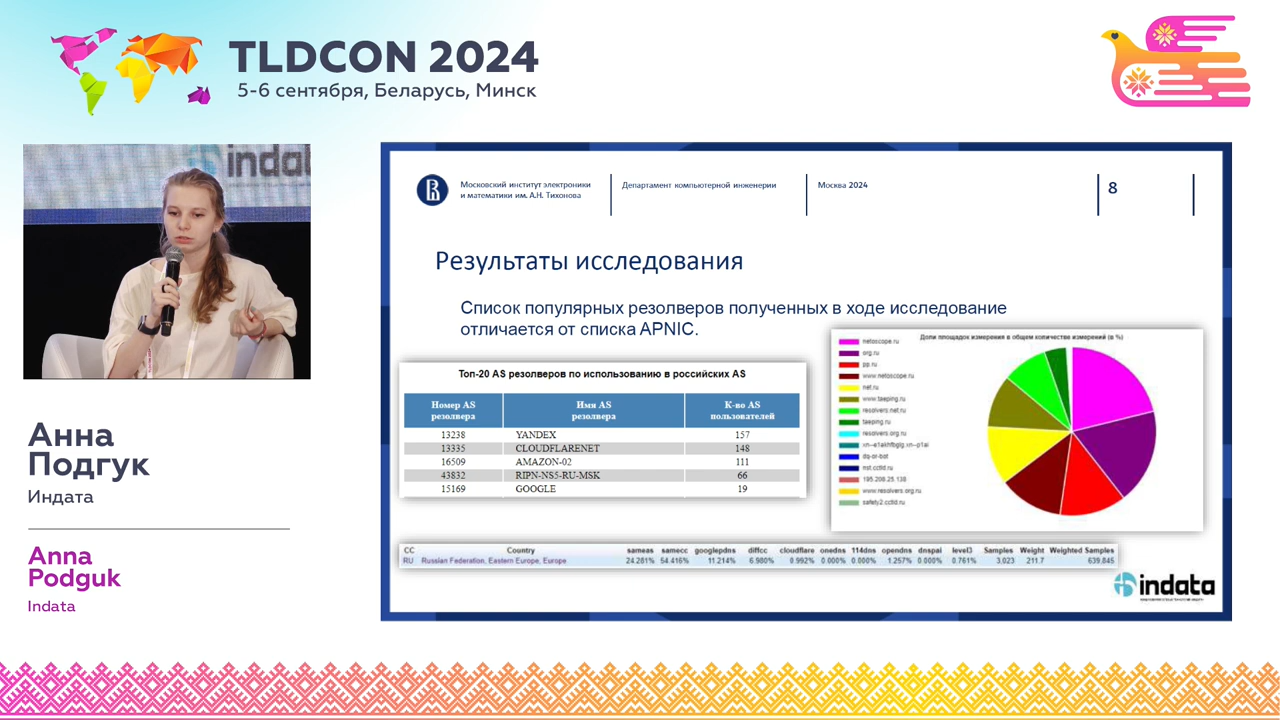 TLDCON 2024
5-6 сентября, Беларусь, Минск
indata
Анна
Подгук
Индата
Anna
Podguk
Indata
Московский институт электроники
и математики им. А.Н. Тихонова
Департамент компьютерной инженерии
Москва 2024
8
Результаты исследования
Список популярных резолверов полученных в ходе исследование
отличается от списка APNIC.
Топ-20 AS резолверов по использованию в российских AS
Номер AS резолвера Имя AS резолвера К-во AS пользователей
13238 YANDEX 157
13335 CLOUDFLARENET 148
16509 AMAZON-02 111
43832 RIPN-NS5-RU-MSK 66
15169 GOOGLE 19
Доли площадок измерения в общем количестве измерений (в %)
netoscope.ru
org.ru
pp.ru
www.netoscope.ru
net.ru
www.taeping.ru
resolvers.net.ru
taeping.ru
resolvers.org.ru
dq-or-bot
nst.cctld.ru
195.208.25.138
www.resolvers.org.ru
safety2.cctld.ru
CC Country sameas samecc googlepdns diffcc cloudflare onedns 114dns opendns dnspai level3 Samples Weight Weighted Samples
RU Russian Federation, Eastern Europe, Europe 24.281% 54.416% 11.214% 6.980% 0.992% 0.000% 0.000% 1.257% 0.000% 0.761% 3,023 211.7 639,845
indata